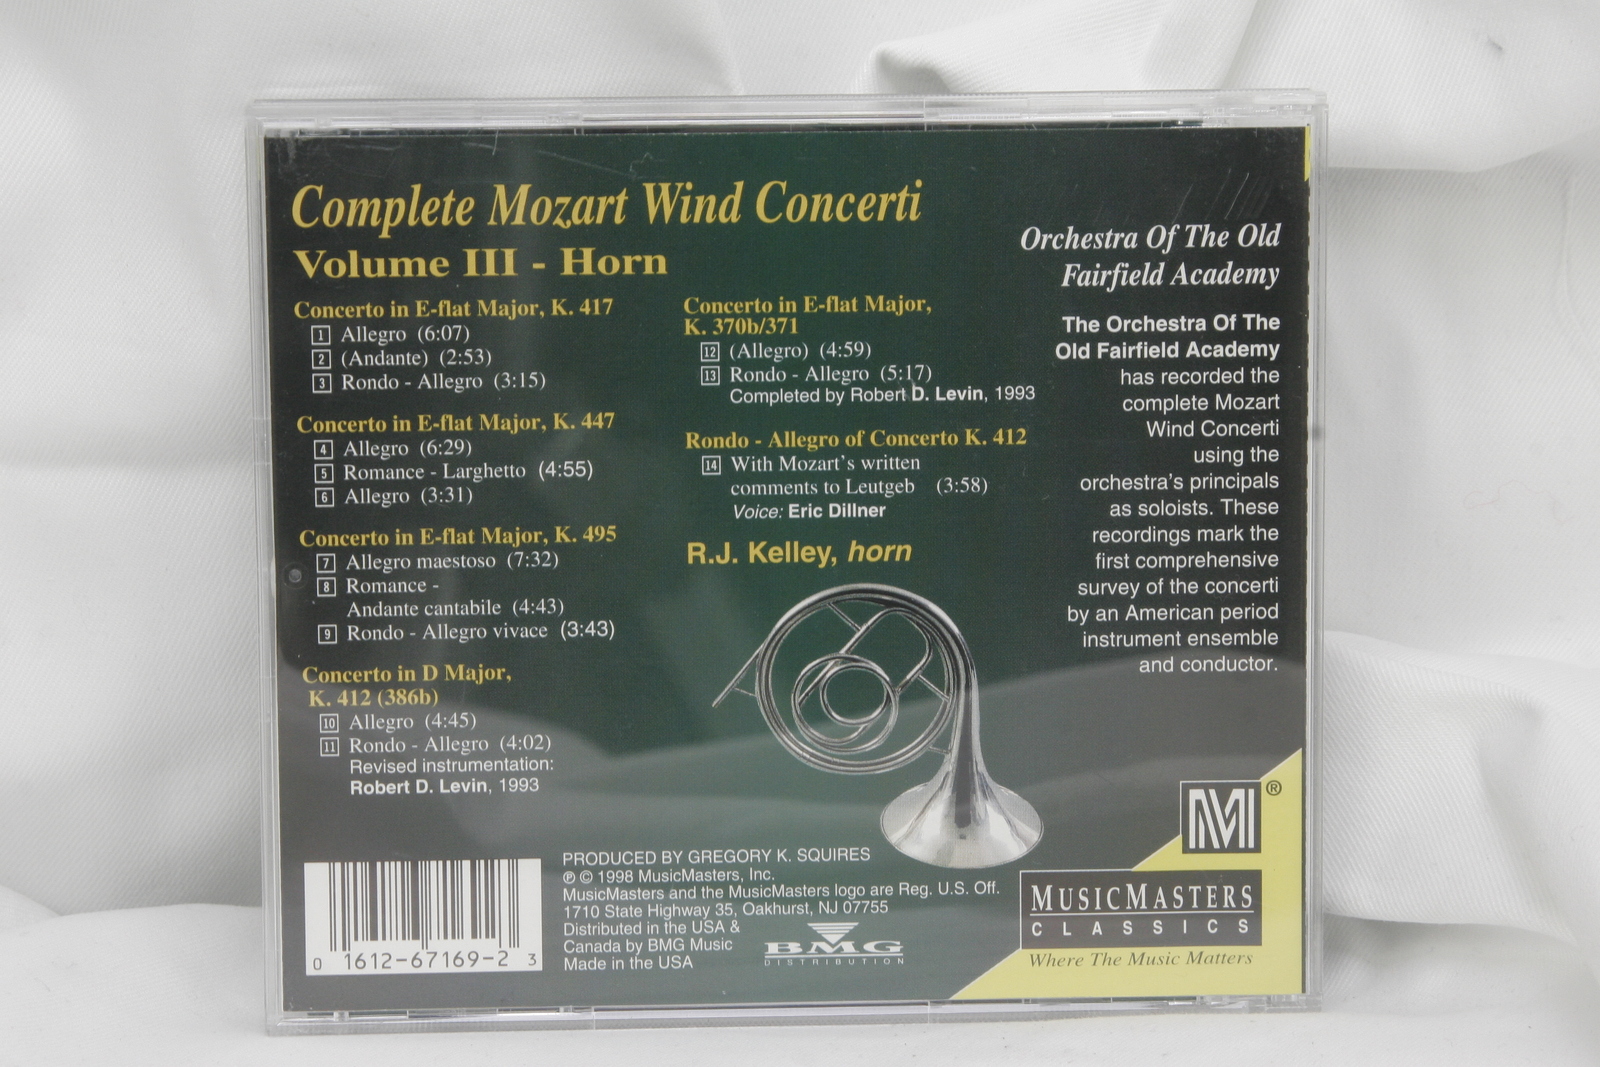 Complete Mozart Wind Concerti
Volume III - Horn
Concerto in E-flat Major, K. 417
1 Allegro (6:07)
2 (Andante) (2:53)
3 Rondo - Allegro (3:15)
Concerto in E-flat Major, K. 447
4 Allegro (6:29)
5 Romance - Larghetto (4:55)
6 Allegro (3:31)
Concerto in E-flat Major, K. 495
7 Allegro maestoso (7:32)
8 Romance -
Andante cantabile (4:43)
9 Rondo - Allegro vivace (3:43)
Concerto in D Major,
K. 412 (386b)
10 Allegro (4:45)
11 Rondo - Allegro (4:02)
Revised instrumentation:
Robert D. Levin, 1993
Concerto in E-flat Major,
K. 370b/371
12 (Allegro) (4:59)
13 Rondo - Allegro (5:17)
Completed by Robert D. Levin, 1993
Rondo - Allegro of Concerto K. 412
14 With Mozart's written
comments to Leutgeb (3:58)
Voice: Eric Dillner
R.J. Kelley, horn
Orchestra Of The Old
Fairfield Academy
The Orchestra Of The
Old Fairfield Academy
has recorded the
complete Mozart
Wind Concerti
using the
orchestra's principals
as soloists. These
recordings mark the
first comprehensive
survey of the concerti
by an American period
instrument ensemble
and conductor.
0 1612-67169-2 3
PRODUCED BY GREGORY K. SQUIRES
℗ © 1998 MusicMasters, Inc.
MusicMasters and the MusicMasters logo are Reg. U.S. Off.
1710 State Highway 35, Oakhurst, NJ 07755
Distributed in the USA &
Canada by BMG Music
Made in the USA
BMG
DISTRIBUTION
MM ®
MUSICMASTERS
CLASSICS
Where The Music Matters